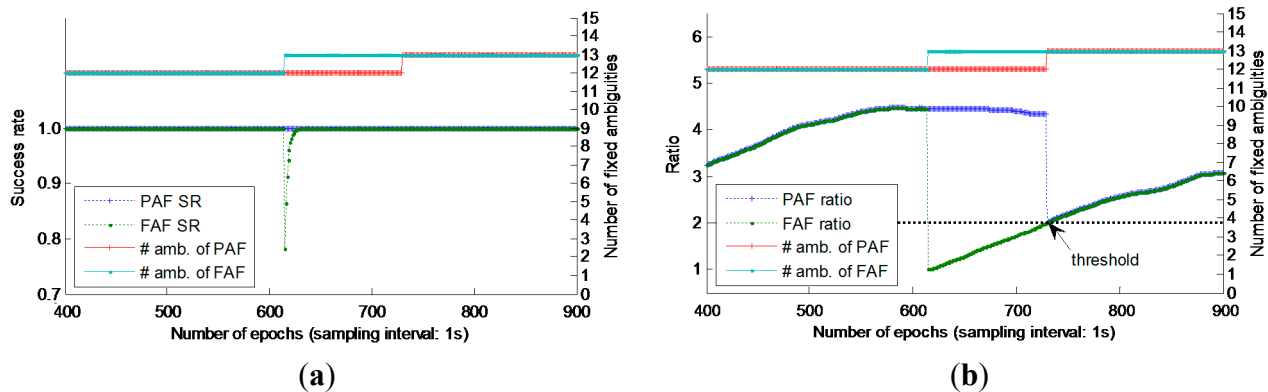 Success rate
1.0
0.9
0.8
0.7
15
14
13
12
11
10
9
8
7
6
5
4
3
2
1
0
Number of fixed ambiguities
PAF SR
FAF SR
# amb. of PAF
# amb. of FAF
400 500 600 700 800 900
Number of epochs (sampling interval: 1s)
(a)
Ratio
6
5
4
3
2
1
15
14
13
12
11
10
9
8
7
6
5
4
3
2
1
0
Number of fixed ambiguities
PAF ratio
FAF ratio
# amb. of PAF
# amb. of FAF
threshold
400 500 600 700 800 900
Number of epochs (sampling interval: 1s)
(b)